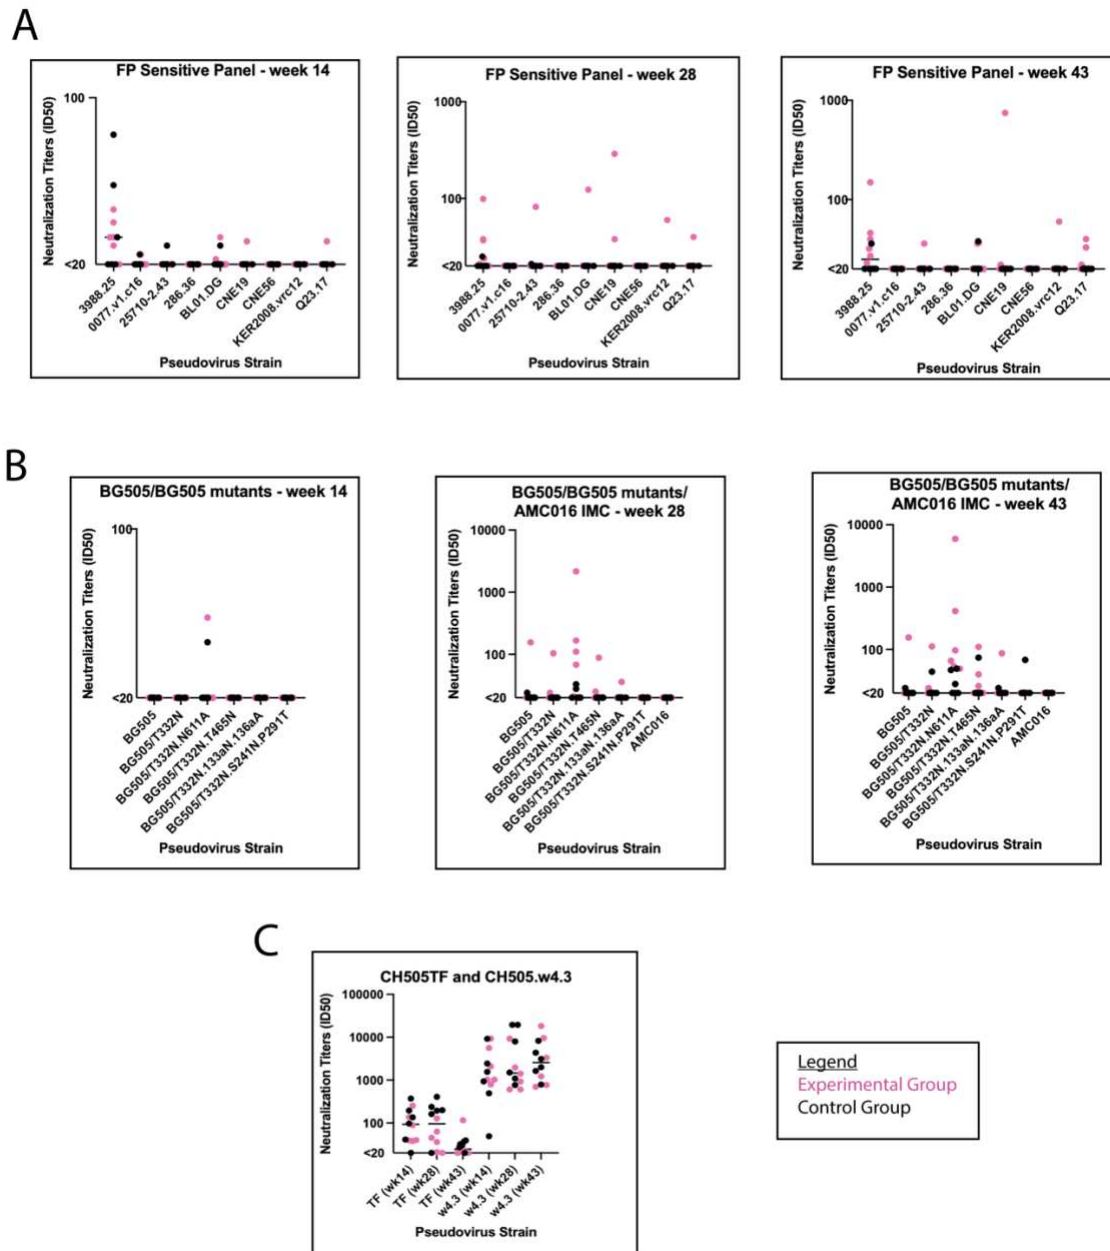 A
FP Sensitive Panel - week 14
Neutralization Titers (ID50)
100
<20
3988.25
0077.v1.c16
25710-2.43
286.36
BL01.DG
CNE19
CNE56
KER2008.vrc12
Q23.17
Pseudovirus Strain
FP Sensitive Panel - week 28
Neutralization Titers (ID50)
1000
100
<20
3988.25
0077.v1.c16
25710-2.43
286.36
BL01.DG
CNE19
CNE56
KER2008.vrc12
Q23.17
Pseudovirus Strain
FP Sensitive Panel - week 43
Neutralization Titers (ID50)
1000
100
<20
3988.25
0077.v1.c16
25710-2.43
286.36
BL01.DG
CNE19
CNE56
KER2008.vrc12
Q23.17
Pseudovirus Strain
B
BG505/BG505 mutants - week 14
Neutralization Titers (ID50)
100
<20
BG505
BG505/T332N
BG505/T332N.N611A
BG505/T332N.T465N
BG505/T332N.133aN.136aA
BG505/T332N.S241N.P291T
Pseudovirus Strain
BG505/BG505 mutants/
AMC016 IMC - week 28
Neutralization Titers (ID50)
10000
1000
100
<20
BG505
BG505/T332N
BG505/T332N.N611A
BG505/T332N.T465N
BG505/T332N.133aN.136aA
BG505/T332N.S241N.P291T
AMC016
Pseudovirus Strain
BG505/BG505 mutants/
AMC016 IMC - week 43
Neutralization Titers (ID50)
10000
1000
100
<20
BG505
BG505/T332N
BG505/T332N.N611A
BG505/T332N.T465N
BG505/T332N.133aN.136aA
BG505/T332N.S241N.P291T
AMC016
Pseudovirus Strain
C
CH505TF and CH505.w4.3
Neutralization Titers (ID50)
100000
10000
1000
100
<20
TF (wk14)
TF (wk28)
TF (wk43)
w4.3 (wk14)
w4.3 (wk28)
w4.3 (wk43)
Pseudovirus Strain
Legend
Experimental Group
Control Group